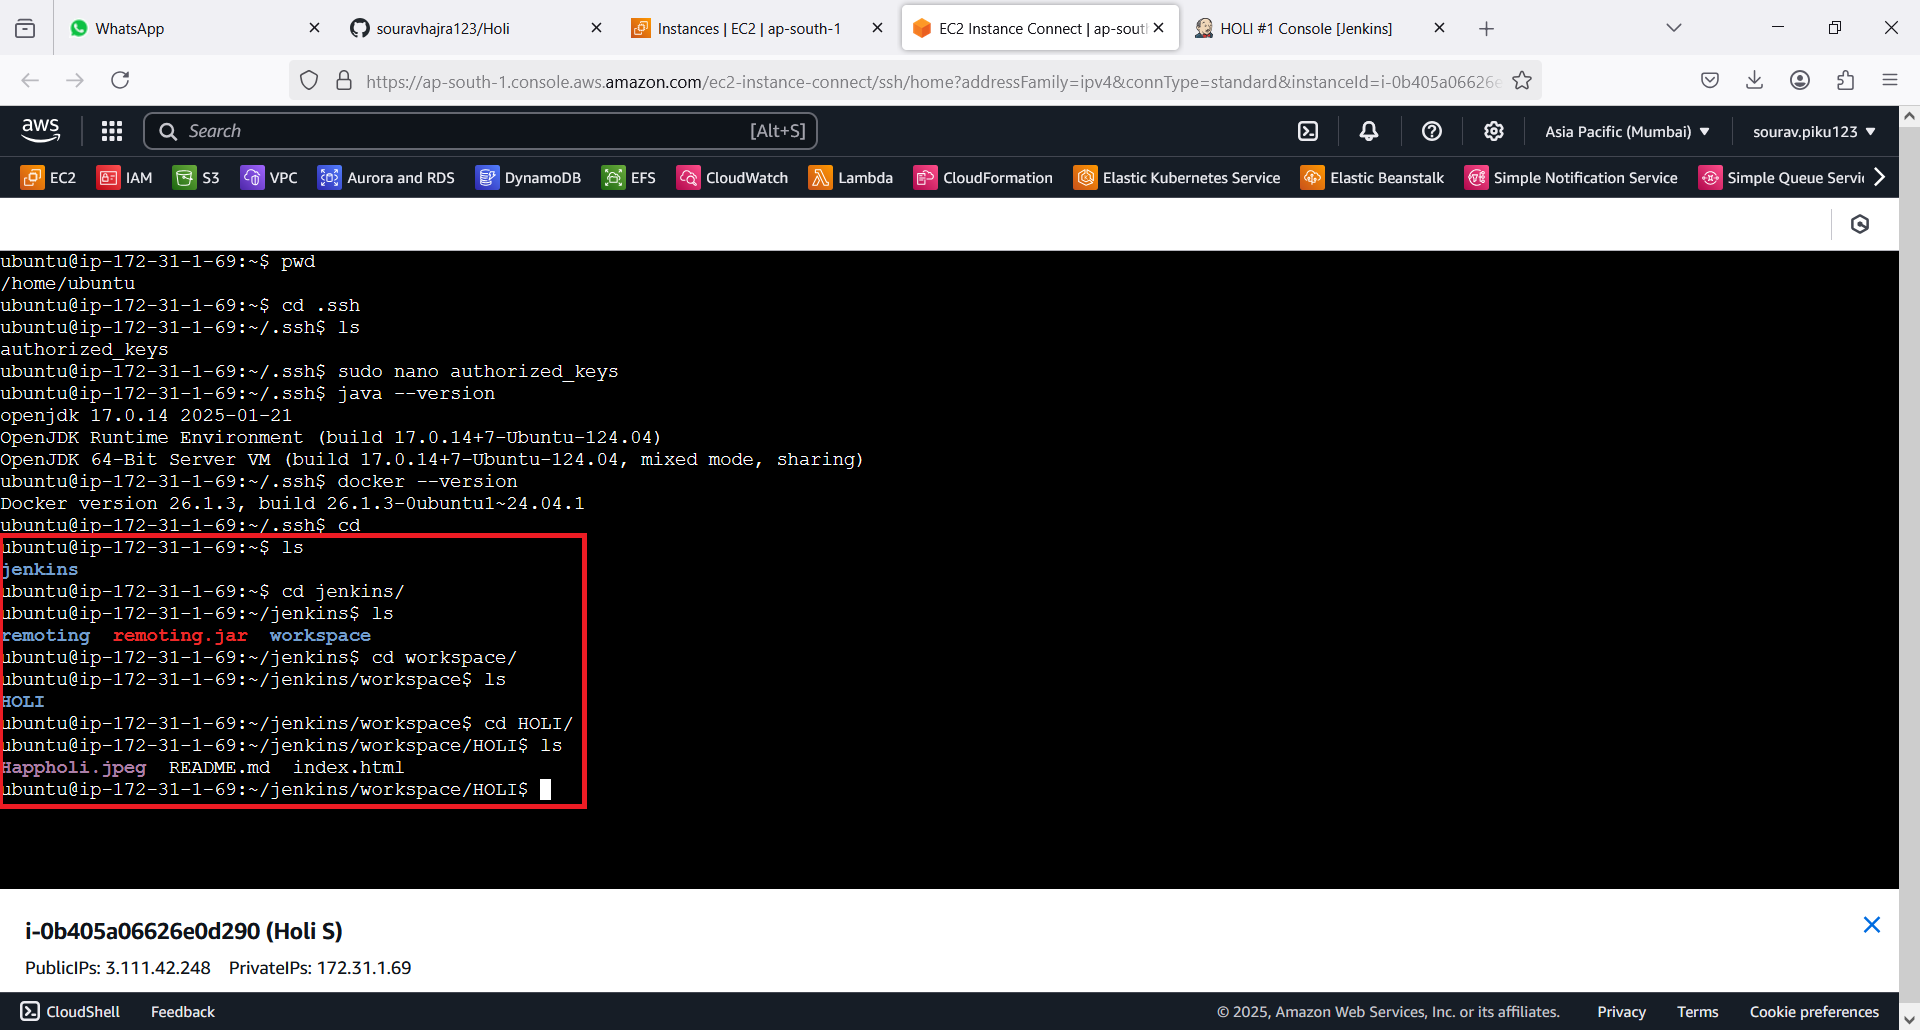 WhatsApp
souravhajra123/Holi
Instances | EC2 | ap-south-1
EC2 Instance Connect | ap-sout
HOLI #1 Console [Jenkins]
https://ap-south-1.console.aws.amazon.com/ec2-instance-connect/ssh/home?addressFamily=ipv4&connType=standard&instanceId=i-0b405a06626e
aws
Search
[Alt+S]
Asia Pacific (Mumbai)
sourav.piku123
EC2
IAM
S3
VPC
Aurora and RDS
DynamoDB
EFS
CloudWatch
Lambda
CloudFormation
Elastic Kubernetes Service
Elastic Beanstalk
Simple Notification Service
Simple Queue Servi
ubuntu@ip-172-31-1-69:~$ pwd
/home/ubuntu
ubuntu@ip-172-31-1-69:~$ cd .ssh
ubuntu@ip-172-31-1-69:~/.ssh$ ls
authorized_keys
ubuntu@ip-172-31-1-69:~/.ssh$ sudo nano authorized_keys
ubuntu@ip-172-31-1-69:~/.ssh$ java --version
openjdk 17.0.14 2025-01-21
OpenJDK Runtime Environment (build 17.0.14+7-Ubuntu-124.04)
OpenJDK 64-Bit Server VM (build 17.0.14+7-Ubuntu-124.04, mixed mode, sharing)
ubuntu@ip-172-31-1-69:~/.ssh$ docker --version
Docker version 26.1.3, build 26.1.3-0ubuntu1~24.04.1
ubuntu@ip-172-31-1-69:~/.ssh$ cd
ubuntu@ip-172-31-1-69:~$ ls
jenkins
ubuntu@ip-172-31-1-69:~$ cd jenkins/
ubuntu@ip-172-31-1-69:~/jenkins$ ls
remoting  remoting.jar  workspace
ubuntu@ip-172-31-1-69:~/jenkins$ cd workspace/
ubuntu@ip-172-31-1-69:~/jenkins/workspace$ ls
HOLI
ubuntu@ip-172-31-1-69:~/jenkins/workspace$ cd HOLI/
ubuntu@ip-172-31-1-69:~/jenkins/workspace/HOLI$ ls
Happholi.jpeg  README.md  index.html
ubuntu@ip-172-31-1-69:~/jenkins/workspace/HOLI$
i-0b405a06626e0d290 (Holi S)
PublicIPs: 3.111.42.248 PrivateIPs: 172.31.1.69
CloudShell
Feedback
© 2025, Amazon Web Services, Inc. or its affiliates.
Privacy
Terms
Cookie preferences